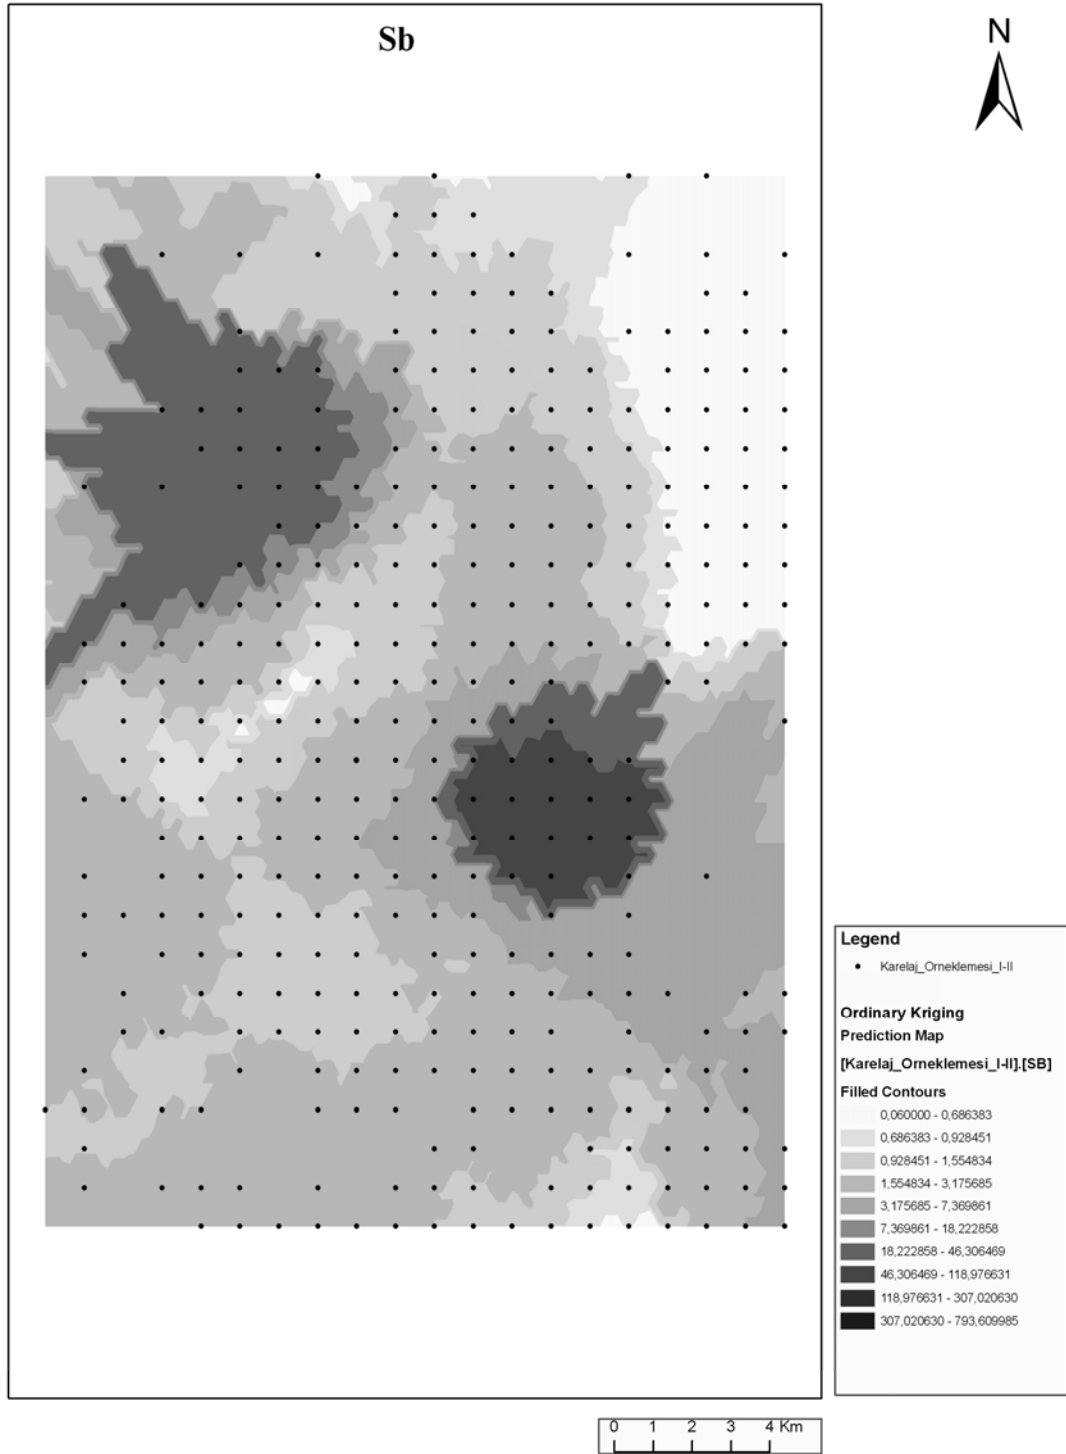 Sb
N
Legend
Karelaj_Orneklemesi_I-II
Ordinary Kriging
Prediction Map
[Karelaj_Orneklemesi_I-II].[SB]
Filled Contours
0,060000 - 0,686383
0,686383 - 0,928451
0,928451 - 1,554834
1,554834 - 3,175685
3,175685 - 7,369861
7,369861 - 18,222858
18,222858 - 46,306469
46,306469 - 118,976631
118,976631 - 307,020630
307,020630 - 793,609985
0 1 2 3 4 Km